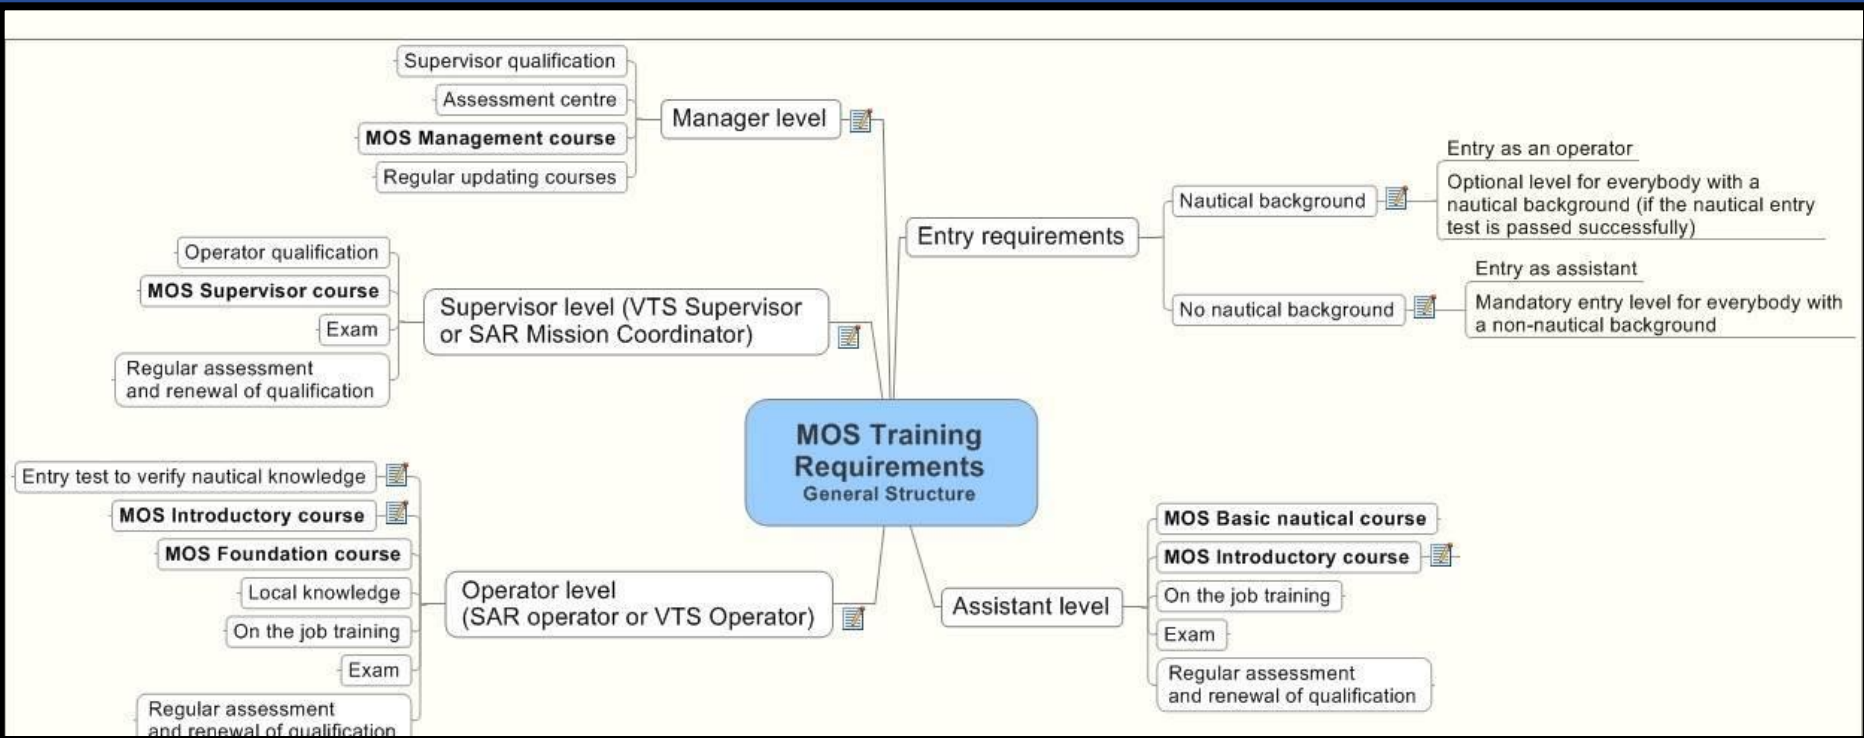 Supervisor qualification
Assessment centre
MOS Management course
Regular updating courses
Manager level
Operator qualification
MOS Supervisor course
Exam
Regular assessment
and renewal of qualification
Supervisor level (VTS Supervisor
or SAR Mission Coordinator)
Entry test to verify nautical knowledge
MOS Introductory course
MOS Foundation course
Local knowledge
On the job training
Exam
Regular assessment
and renewal of qualification
Operator level
(SAR operator or VTS Operator)
MOS Training
Requirements
General Structure
Entry requirements
Nautical background
Entry as an operator
Optional level for everybody with a
nautical background (if the nautical entry
test is passed successfully)
No nautical background
Entry as assistant
Mandatory entry level for everybody with
a non-nautical background
Assistant level
MOS Basic nautical course
MOS Introductory course
On the job training
Exam
Regular assessment
and renewal of qualification